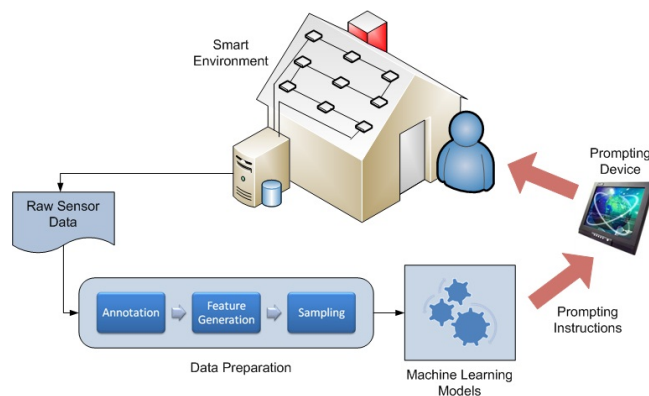 Smart
Environment
Prompting
Device
Raw Sensor
Data
Annotation
Feature
Generation
Sampling
Prompting
Instructions
Data Preparation
Machine Learning
Models